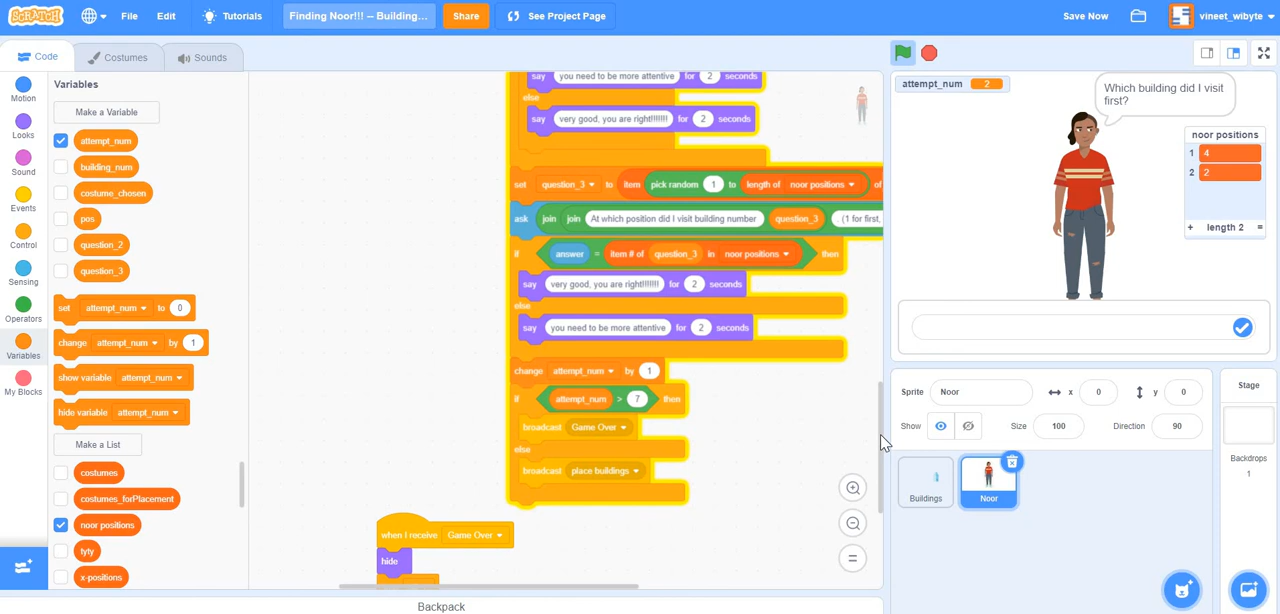 SCRATCH File Edit Tutorials Finding Noor!!! -- Building... Share See Project Page Save Now vineet_wibyte
Code Costumes Sounds
Motion
Looks
Sound
Events
Control
Sensing
Operators
Variables
My Blocks
Variables
Make a Variable
attempt_num
building_num
costume_chosen
pos
question_2
question_3
set attempt_num to 0
change attempt_num by 1
show variable attempt_num
hide variable attempt_num
Make a List
costumes
costumes_forPlacement
noor positions
tyty
x-positions
say you need to be more attentive for 2 seconds
else
say very good, you are right!!!!!!! for 2 seconds
set question_3 to item pick random 1 to length of noor positions of
ask join join At which position did I visit building number question_3 (1 for first,
if answer = item # of question_3 in noor positions then
say very good, you are right!!!!!!! for 2 seconds
else
say you need to be more attentive for 2 seconds
change attempt_num by 1
if attempt_num > 7 then
broadcast Game Over
else
broadcast place buildings
when I receive Game Over
hide
Backpack
attempt_num 2
Which building did I visit
first?
noor positions
1 4
2 2
+ length 2 =
Sprite Noor x 0 y 0
Show Size 100 Direction 90
Buildings
Noor
Stage
Backdrops
1